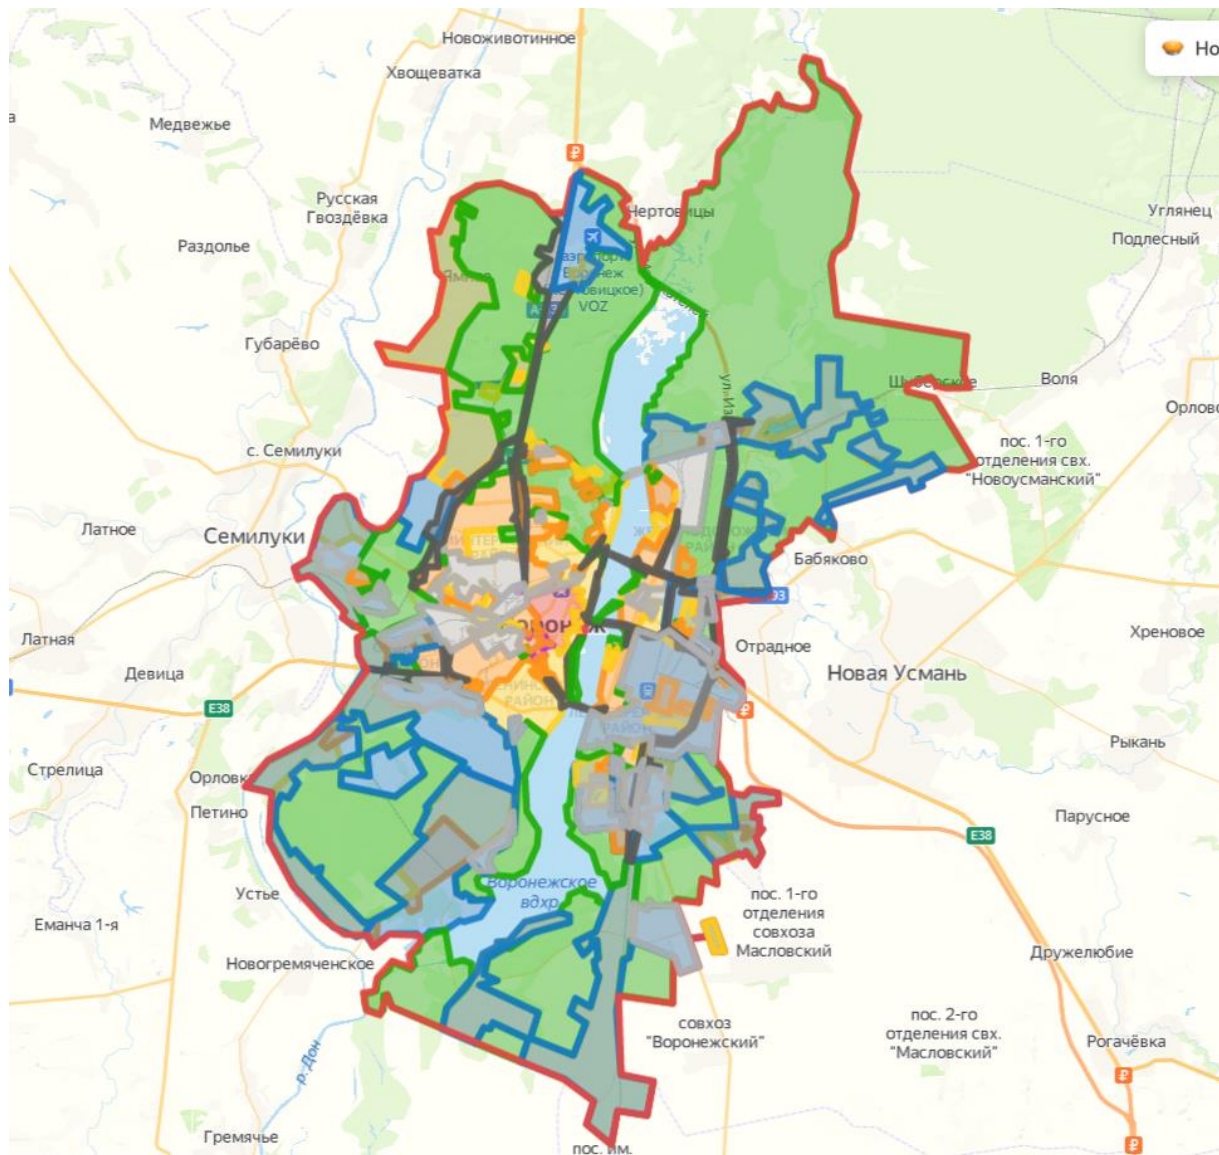 Новоживотинное
Но
Хвощеватка
Медвежье
Русская
Гвоздёвка
Чертовицы
Углянец
Раздолье
Подлесный
VOZ
Губарёво
Воля
Орлово
с. Семилуки
пос. 1-го
отделения свх.
"Новоусманский"
Латное
Семилуки
Бабяково
Латная
Отрадное
Хреновое
Девица
Новая Усмань
E38
РАЙОН
Рыкань
Стрелица
Орловка
Петино
Парусное
E38
Воронежское
вдхр.
Устье
Еманча 1-я
пос. 1-го
отделения
совхоза
Масловский
Новогремяченское
Дружелюбие
совхоз
"Воронежский"
пос. 2-го
отделения свх.
"Масловский"
Рогачёвка
р. Дон
Гремячье
пос. им.